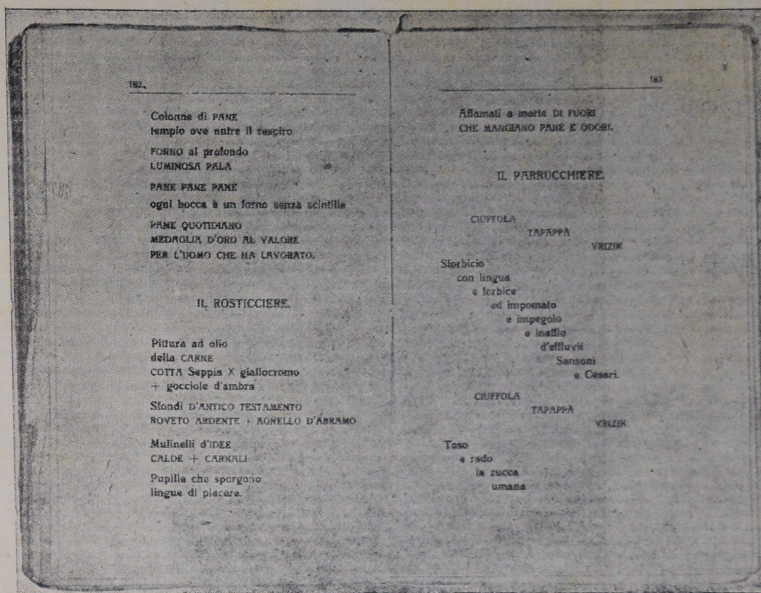 182
Colonne di PANE
tempio ove nutre il respiro
FORNO al profondo
LUMINOSA PALA
PANE PANE PANE
ogni bocca è un forno senza scintille
PANE QUOTIDIANO
MEDAGLIA D'ORO AL VALORE
PER L'UOMO CHE HA LAVORATO.
IL ROSTICCIERE.
Pittura ad olio
della CARNE
COTTA Seppia X giallocromo
+ gocciole d'ambra
Sfondi D'ANTICO TESTAMENTO
ROVETO ARDENTE + AGNELLO D'ABRAMO
Mulinelli d'IDEE
CALDE + CARNALI
Pupille che sporgono
lingue di piacere.
183
Affamati a morte DI FUORI
CHE MANGIANO PANE E ODORI.
IL PARRUCCHIERE.
CIUFFOLA
TAPAPPA
VRIZIK
Sforbicio
con lingua
e forbice
ed impomato
e impegolo
e inaffio
d'effluvii
Sansoni
e Cesari.
CIUFFOLA
TAPAPPA
VRIZIK
Toso
e rado
la zucca
umana